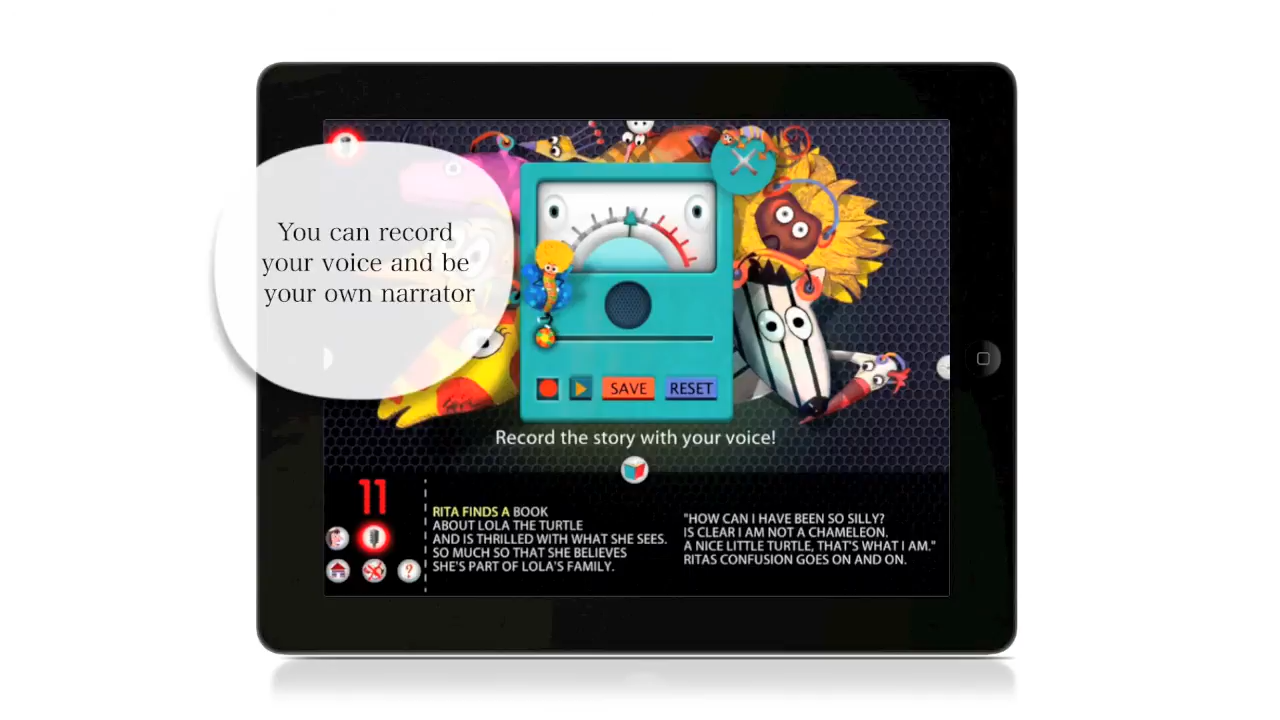 You can record
your voice and be
your own narrator
SAVE RESET
Record the story with your voice!
11
RITA FINDS A BOOK
ABOUT LOLA THE TURTLE
AND IS THRILLED WITH WHAT SHE SEES.
SO MUCH SO THAT SHE BELIEVES
SHE'S PART OF LOLA'S FAMILY.
"HOW CAN I HAVE BEEN SO SILLY?
IS CLEAR I AM NOT A CHAMELEON.
A NICE LITTLE TURTLE, THAT'S WHAT I AM."
RITAS CONFUSION GOES ON AND ON.
?